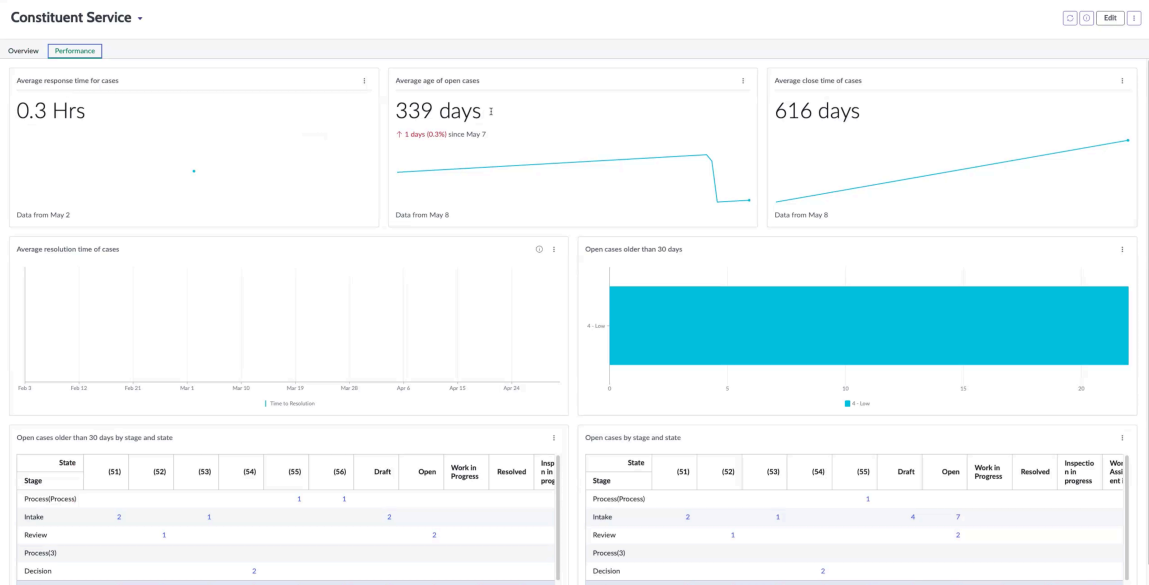 Constituent Service
Edit
Overview
Performance
Average response time for cases
0.3 Hrs
Data from May 2
Average age of open cases
339 days
↑ 1 days (0.3%) since May 7
Data from May 8
Average close time of cases
616 days
Data from May 8
Average resolution time of cases
Feb 3 Feb 12 Feb 21 Mar 1 Mar 10 Mar 19 Mar 28 Apr 6 Apr 15 Apr 24
Time to Resolution
Open cases older than 30 days
4 - Low
0 5 10 15 20
4 - Low
Open cases older than 30 days by stage and state
State (51) (52) (53) (54) (55) (56) Draft Open Work in Progress Resolved Insp n in prog
Stage
Process(Process) 1 1
Intake 2 1 2
Review 1 2
Process(3)
Decision 2
Open cases by stage and state
State (51) (52) (53) (54) (55) Draft Open Work in Progress Resolved Inspectio n in progress Assi
Stage
Process(Process) 1
Intake 2 1 4 7
Review 1 2
Process(3)
Decision 2